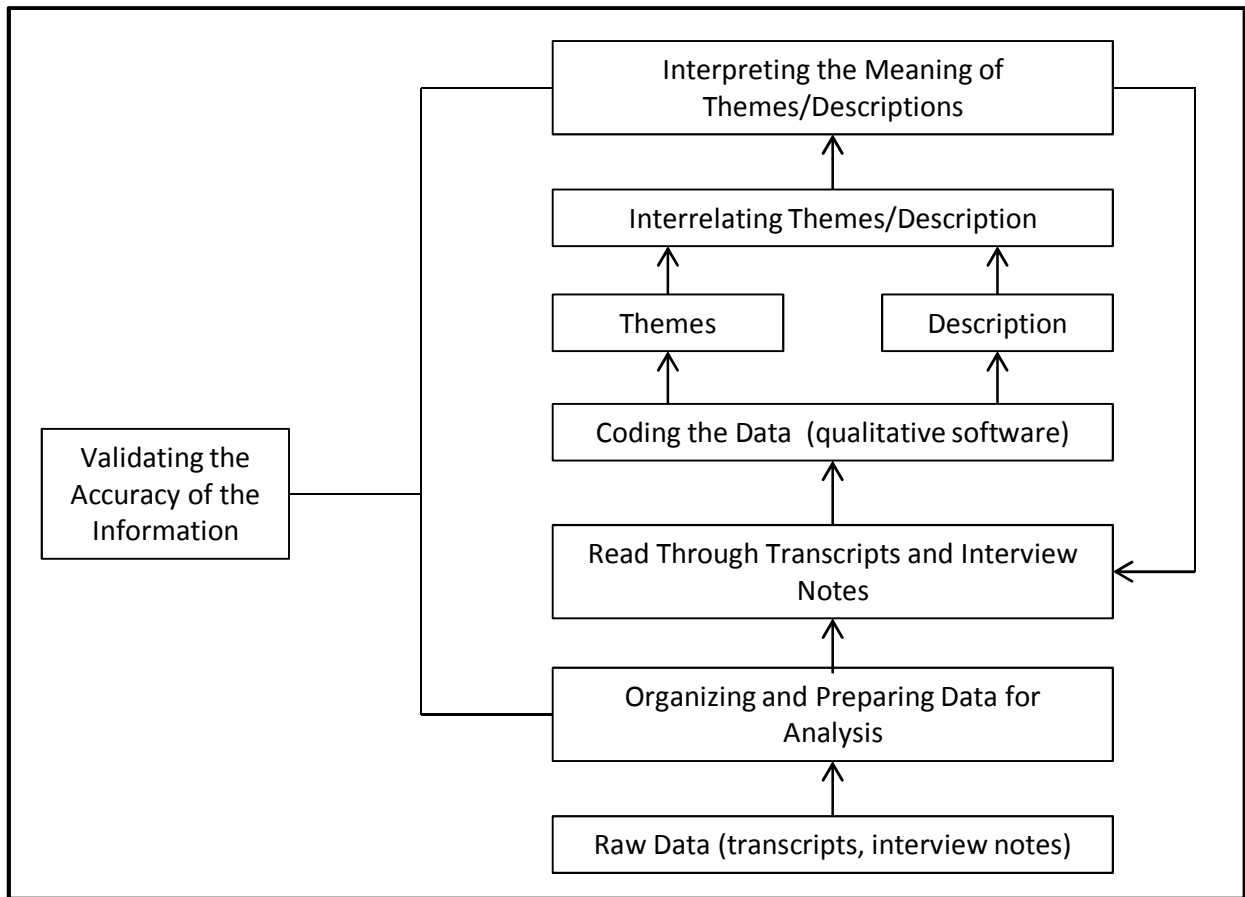 Interpreting the Meaning of
Themes/Descriptions
Interrelating Themes/Description
Themes
Description
Coding the Data  (qualitative software)
Validating the
Accuracy of the
Information
Read Through Transcripts and Interview
Notes
Organizing and Preparing Data for
Analysis
Raw Data (transcripts, interview notes)